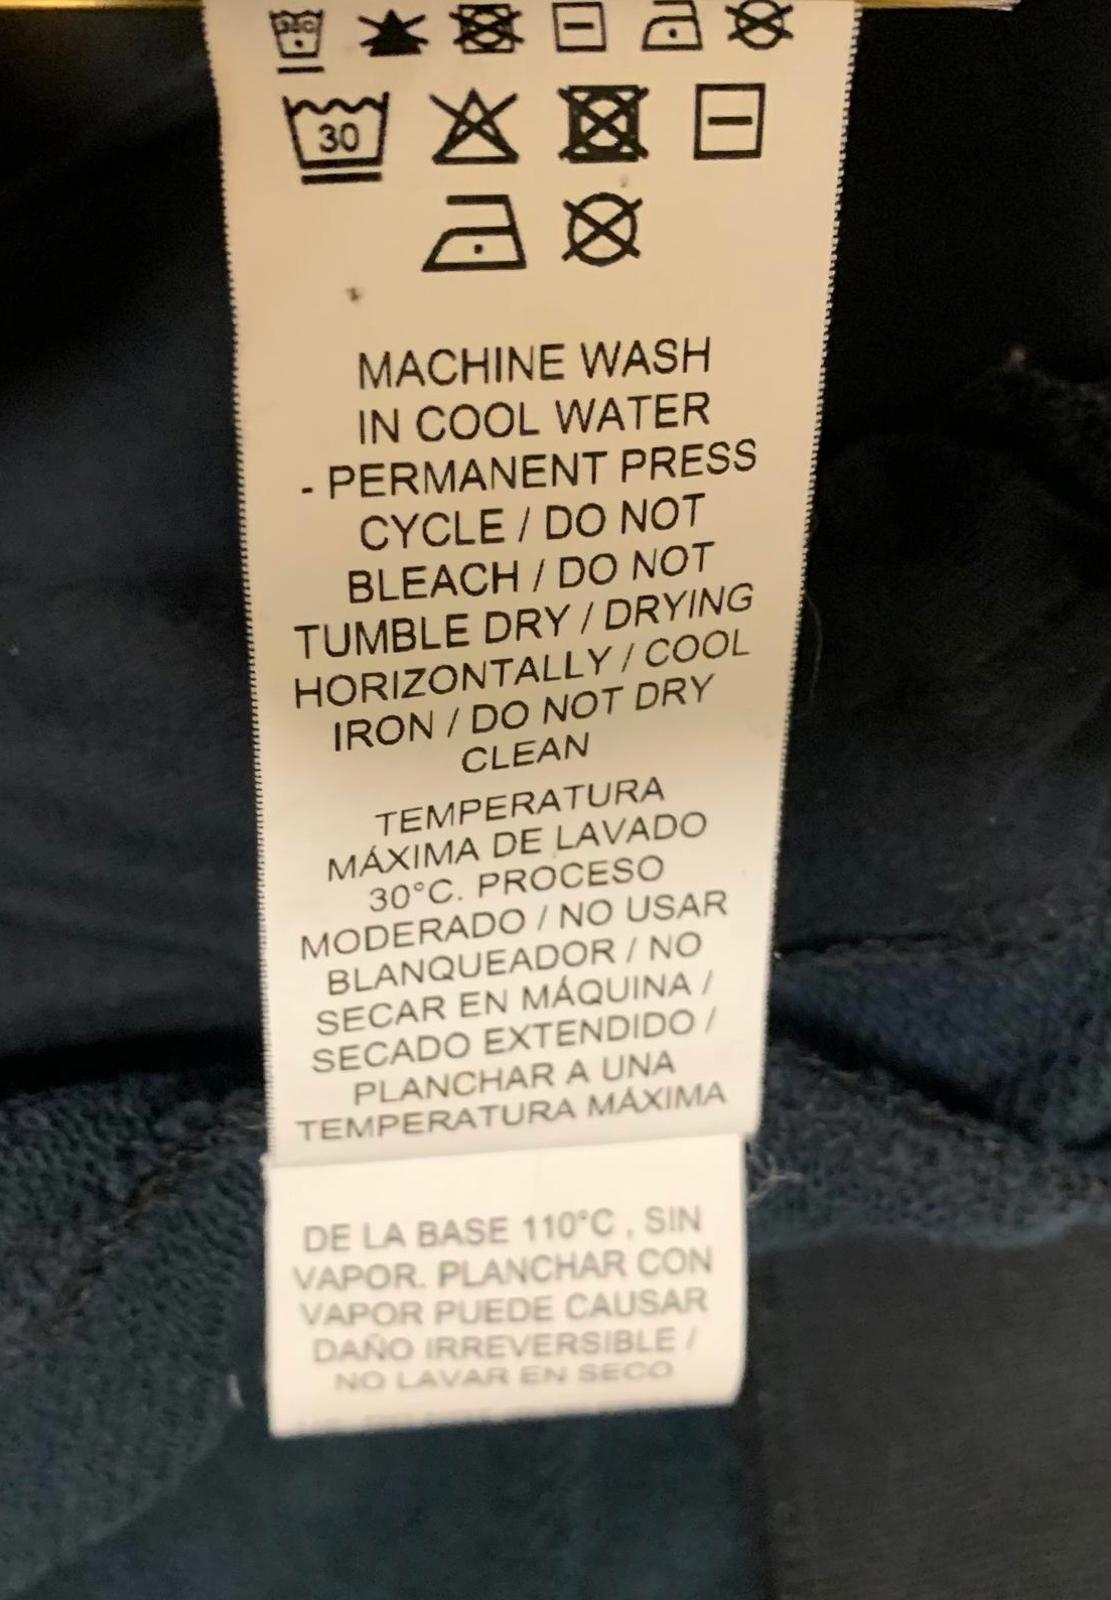 30°C
30
MACHINE WASH
IN COOL WATER
- PERMANENT PRESS
CYCLE / DO NOT
BLEACH / DO NOT
TUMBLE DRY / DRYING
HORIZONTALLY / COOL
IRON / DO NOT DRY
CLEAN
TEMPERATURA
MÁXIMA DE LAVADO
30°C. PROCESO
MODERADO / NO USAR
BLANQUEADOR / NO
SECAR EN MÁQUINA /
SECADO EXTENDIDO /
PLANCHAR A UNA
TEMPERATURA MÁXIMA
DE LA BASE 110°C , SIN
VAPOR. PLANCHAR CON
VAPOR PUEDE CAUSAR
DAÑO IRREVERSIBLE /
NO LAVAR EN SECO